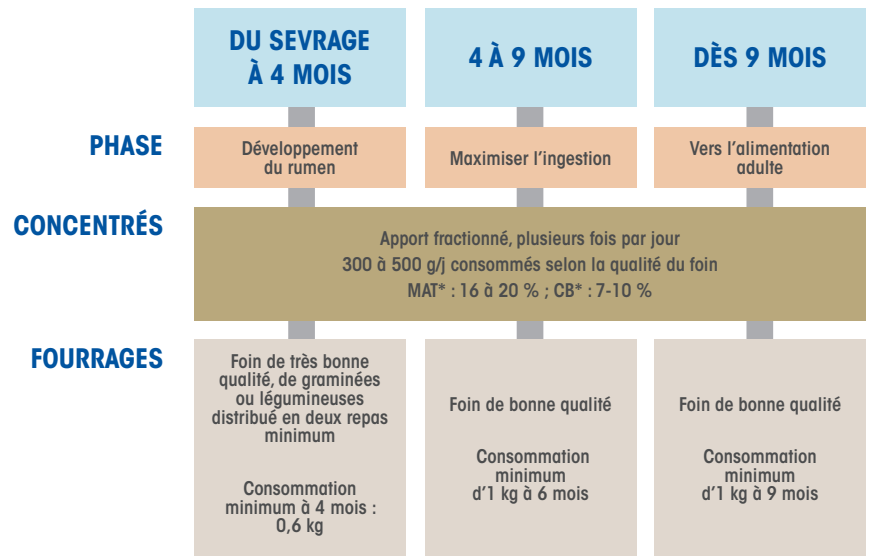 DU SEVRAGE
À 4 MOIS
4 À 9 MOIS
DÈS 9 MOIS
PHASE
Développement
du rumen
Maximiser l'ingestion
Vers l'alimentation
adulte
CONCENTRÉS
Apport fractionné, plusieurs fois par jour
300 à 500 g/j consommés selon la qualité du foin
MAT* : 16 à 20 % ; CB* : 7-10 %
FOURRAGES
Foin de très bonne
qualité, de graminées
ou légumineuses
distribué en deux repas
minimum
Consommation
minimum à 4 mois :
0,6 kg
Foin de bonne qualité
Consommation
minimum
d'1 kg à 6 mois
Foin de bonne qualité
Consommation
minimum
d'1 kg à 9 mois